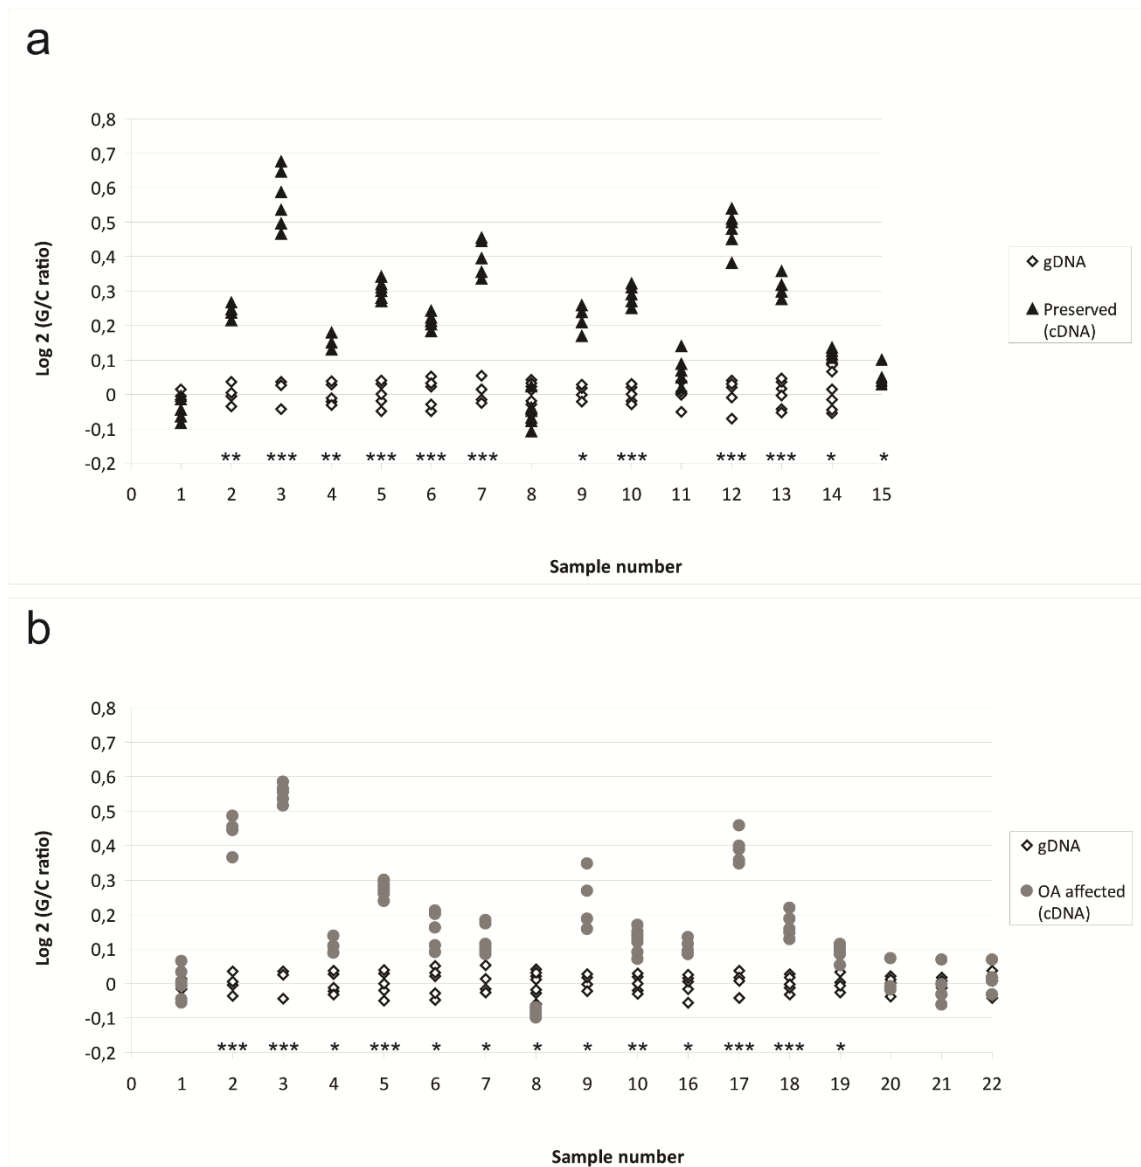 a
0,8
0,7
0,6
0,5
0,4
0,3
0,2
0,1
0
-0,1
-0,2
Log 2 (G/C ratio)
** *** ** *** *** *** * *** *** *** * *
0 1 2 3 4 5 6 7 8 9 10 11 12 13 14 15
Sample number
gDNA
Preserved
(cDNA)
b
0,8
0,7
0,6
0,5
0,4
0,3
0,2
0,1
0
-0,1
-0,2
Log 2 (G/C ratio)
*** *** * *** * * * * ** * *** *** *
0 1 2 3 4 5 6 7 8 9 10 16 17 18 19 20 21 22
Sample number
gDNA
OA affected
(cDNA)